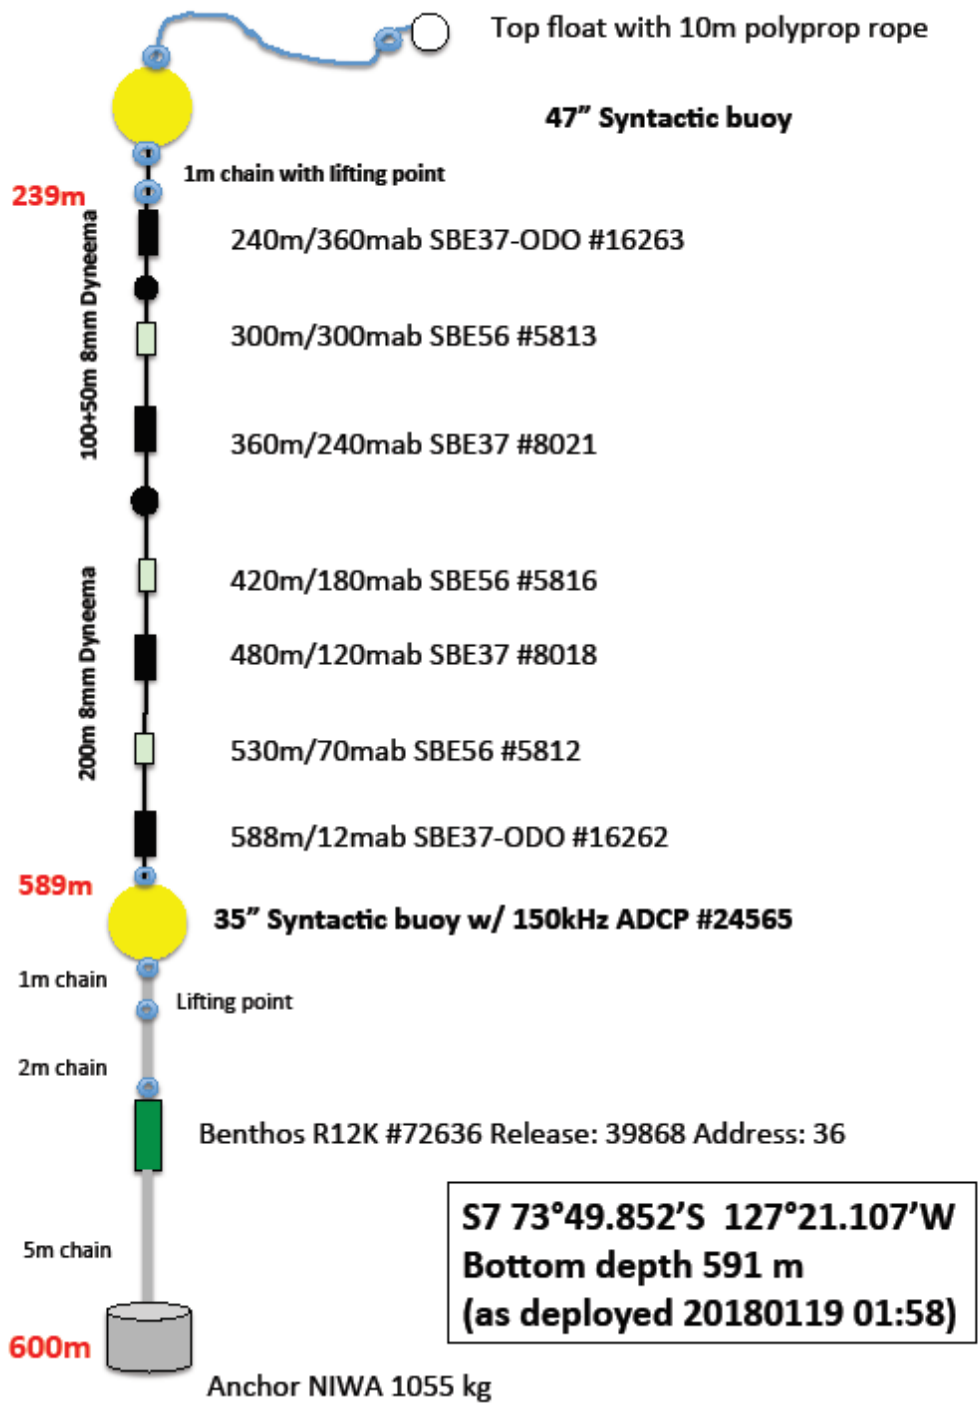 Top float with 10m polyprop rope
47” Syntactic buoy
1m chain with lifting point
239m
240m/360mab SBE37-ODO #16263
100+50m 8mm Dyneema
300m/300mab SBE56 #5813
360m/240mab SBE37 #8021
420m/180mab SBE56 #5816
200m 8mm Dyneema
480m/120mab SBE37 #8018
530m/70mab SBE56 #5812
588m/12mab SBE37-ODO #16262
589m
35” Syntactic buoy w/ 150kHz ADCP #24565
1m chain
Lifting point
2m chain
Benthos R12K #72636 Release: 39868 Address: 36
S7 73°49.852’S 127°21.107’W
Bottom depth 591 m
(as deployed 20180119 01:58)
5m chain
600m
Anchor NIWA 1055 kg